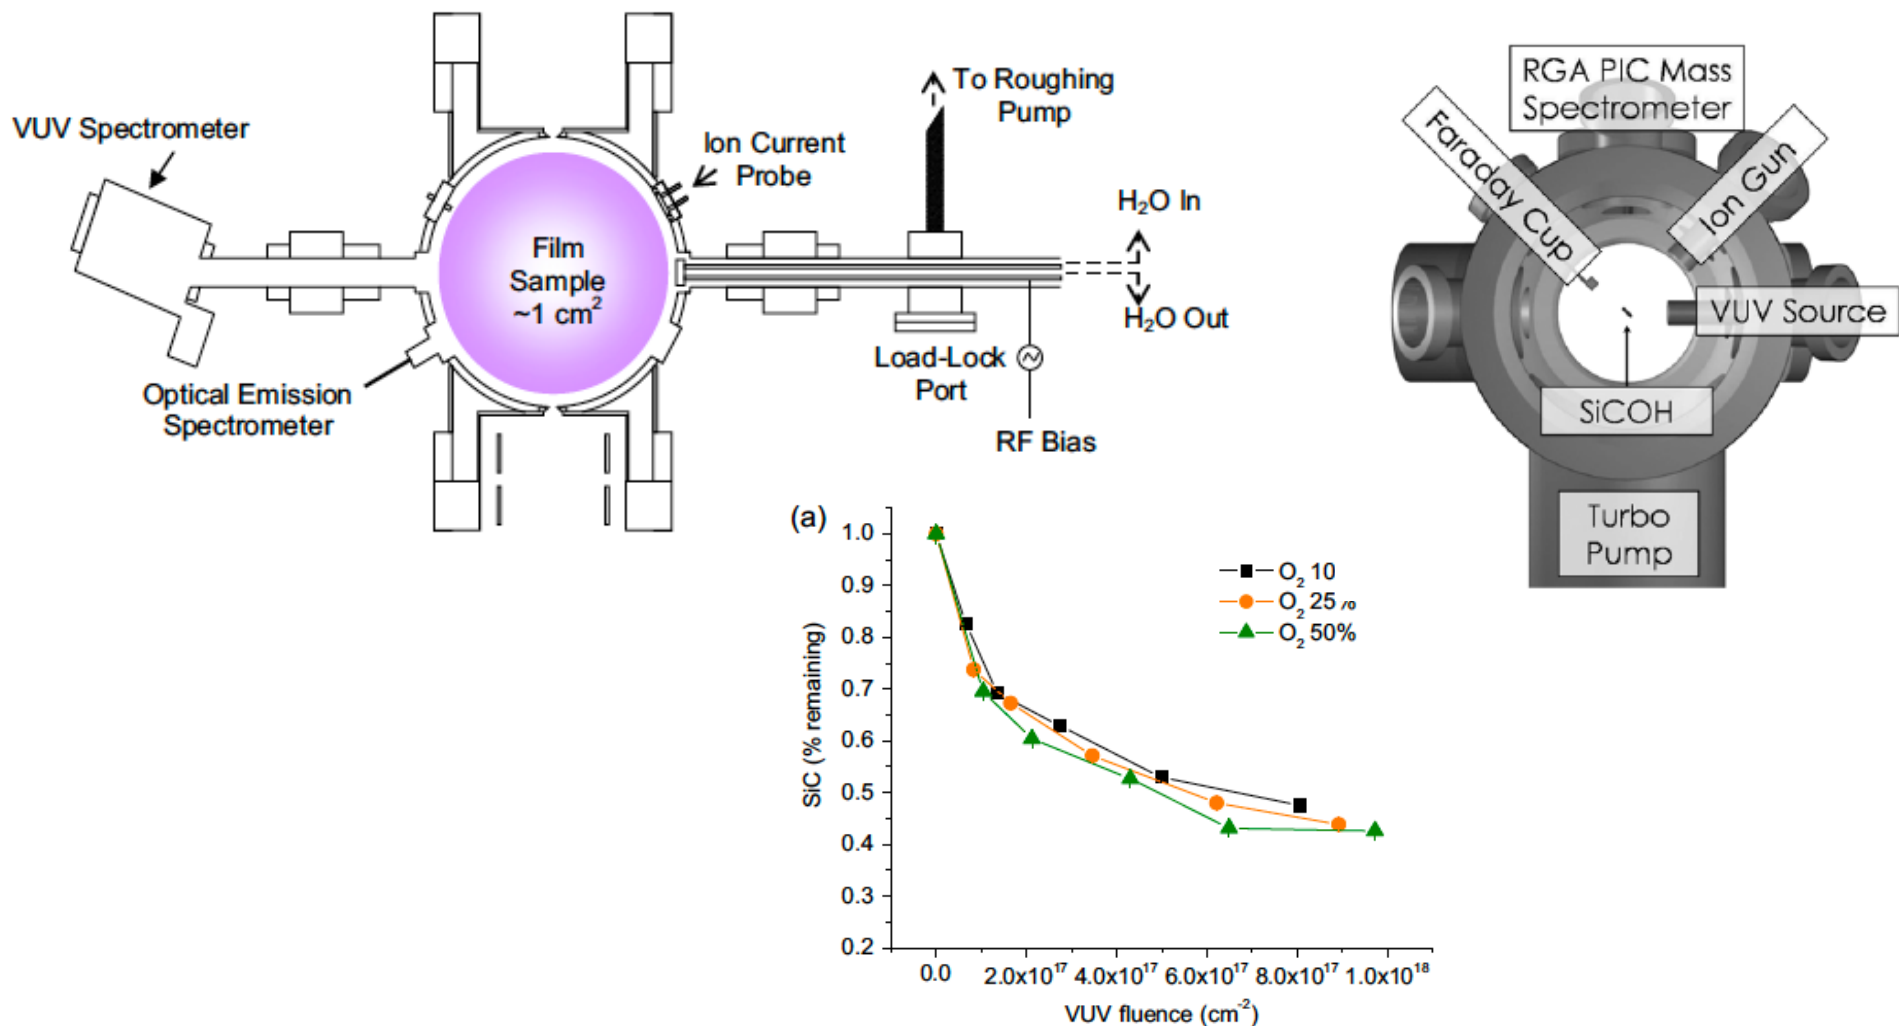 VUV Spectrometer
To Roughing
Pump
Ion Current
Probe
H₂O In
Film
Sample
~1 cm²
H₂O Out
Load-Lock
Port
Optical Emission
Spectrometer
RF Bias
RGA PIC Mass
Spectrometer
Faraday Cup
Ion Gun
VUV Source
SiCOH
Turbo
Pump
(a)
O₂ 10
O₂ 25
O₂ 50%
SiC (% remaining)
1.0
0.9
0.8
0.7
0.6
0.5
0.4
0.3
0.2
0.0 2.0x10¹⁷ 4.0x10¹⁷ 6.0x10¹⁷ 8.0x10¹⁷ 1.0x10¹⁸
VUV fluence (cm⁻²)